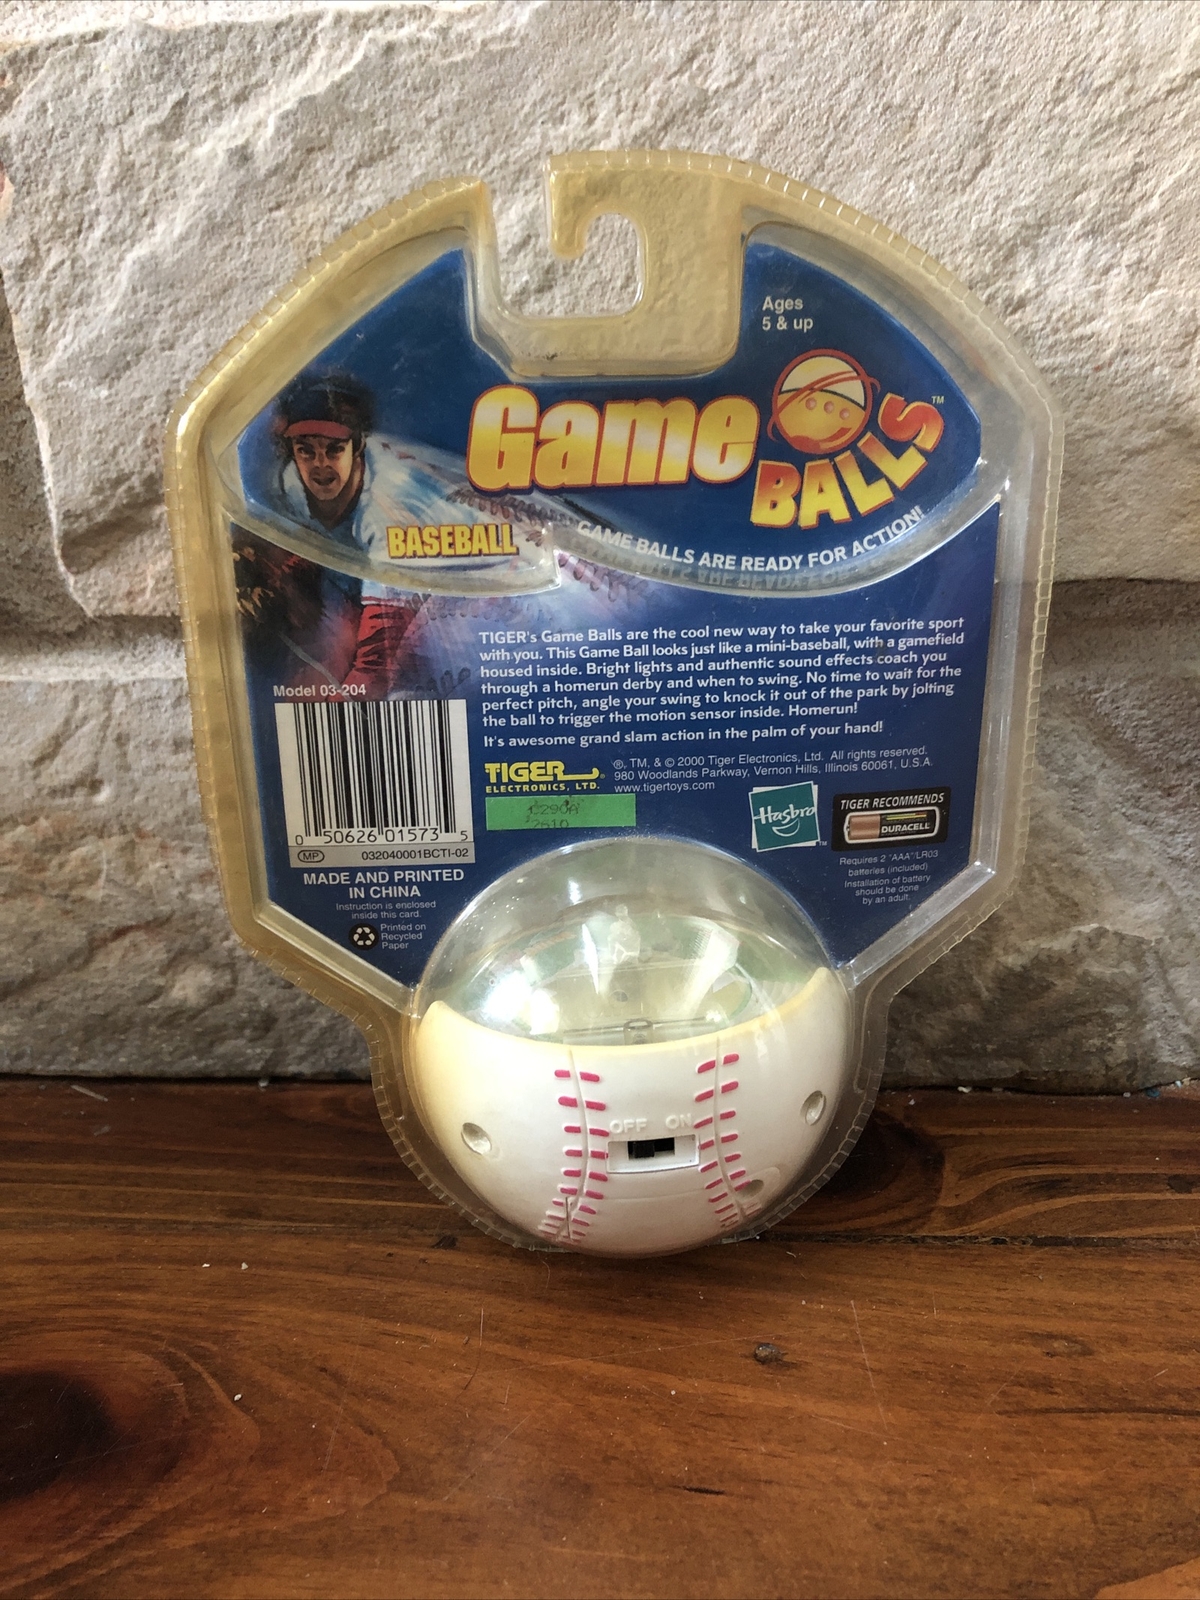 Ages
5 & up
Game BALLS™
BASEBALL
GAME BALLS ARE READY FOR ACTION!
TIGER's Game Balls are the cool new way to take your favorite sport
with you. This Game Ball looks just like a mini-baseball, with a gamefield
housed inside. Bright lights and authentic sound effects coach you
through a homerun derby and when to swing. No time to wait for the
perfect pitch, angle your swing to knock it out of the park by jolting
the ball to trigger the motion sensor inside. Homerun!
It's awesome grand slam action in the palm of your hand!
Model 03-204
0 50626 01573 5
MP 032040001BCTI-02
MADE AND PRINTED
IN CHINA
Instruction is enclosed
inside this card.
Printed on
Recycled
Paper
TIGER®
ELECTRONICS, LTD.
®, TM, & © 2000 Tiger Electronics, Ltd. All rights reserved.
980 Woodlands Parkway, Vernon Hills, Illinois 60061, U.S.A.
www.tigertoys.com
Hasbro™
TIGER RECOMMENDS
DURACELL
Requires 2 "AAA"/LR03
batteries (included)
Installation of battery
should be done
by an adult.
OFF ON